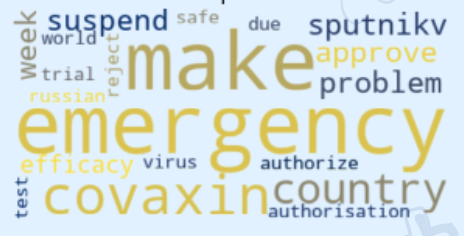 week suspend safe due sputnikv
world reject make approve
trial problem
russian
emergency
efficacy virus authorize
test covaxin country
authorisation